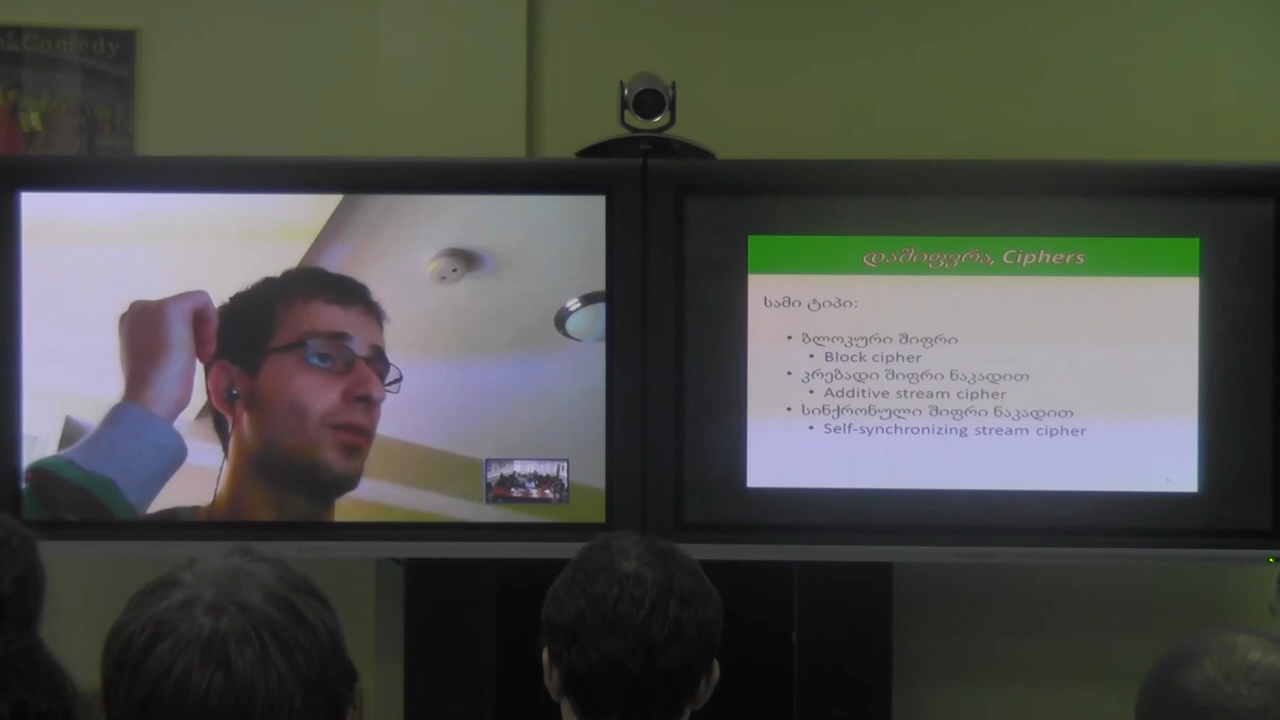 Comedy
დაშიფვრა, Ciphers
სამი ტიპი:
• ბლოკური შიფრი
• Block cipher
• კრებადი შიფრი ნაკადით
• Additive stream cipher
• სინქრონული შიფრი ნაკადით
• Self-synchronizing stream cipher